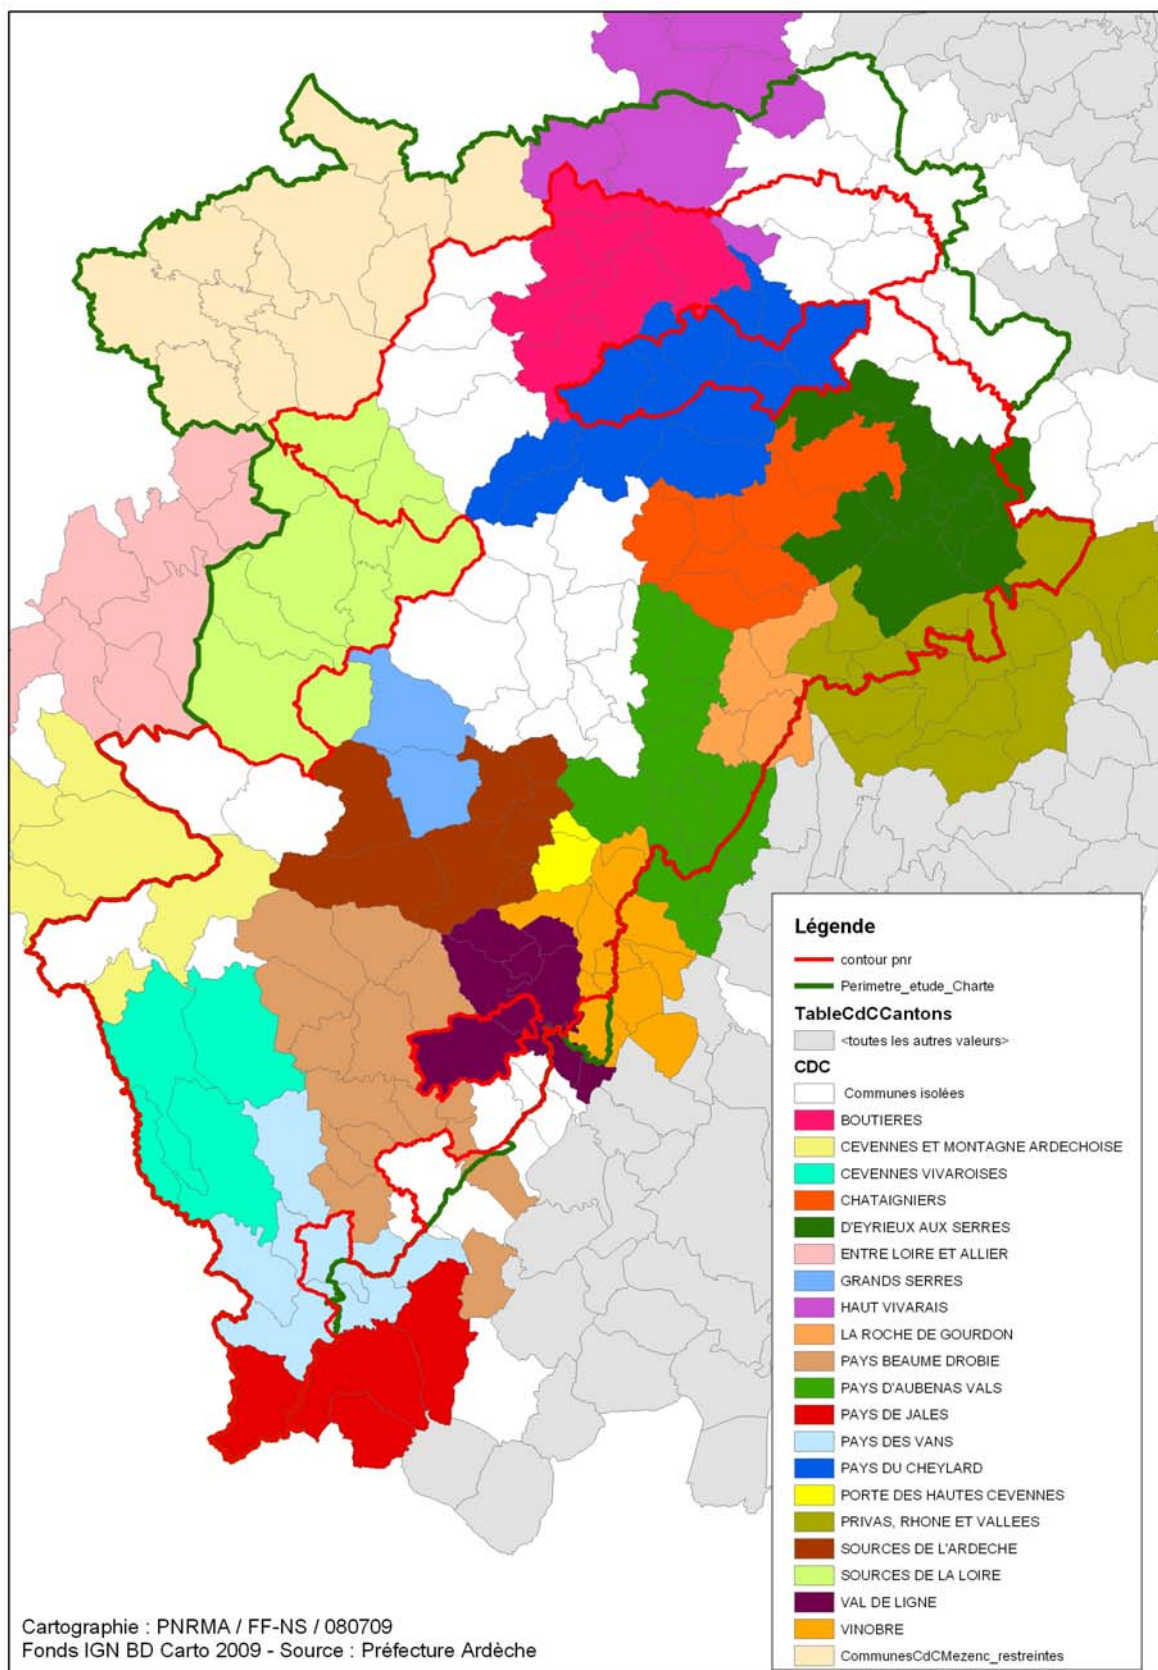 Légende
contour pnr
Perimetre_etude_Charte
TableCdCCantons
<toutes les autres valeurs>
CDC
Communes isolées
BOUTIERES
CEVENNES ET MONTAGNE ARDECHOISE
CEVENNES VIVAROISES
CHATAIGNIERS
D'EYRIEUX AUX SERRES
ENTRE LOIRE ET ALLIER
GRANDS SERRES
HAUT VIVARAIS
LA ROCHE DE GOURDON
PAYS BEAUME DROBIE
PAYS D'AUBENAS VALS
PAYS DE JALES
PAYS DES VANS
PAYS DU CHEYLARD
PORTE DES HAUTES CEVENNES
PRIVAS, RHONE ET VALLEES
SOURCES DE L'ARDECHE
SOURCES DE LA LOIRE
VAL DE LIGNE
VINOBRE
CommunesCdCMezenc_restreintes
Cartographie : PNRMA / FF-NS / 080709
Fonds IGN BD Carto 2009 - Source : Préfecture Ardèche